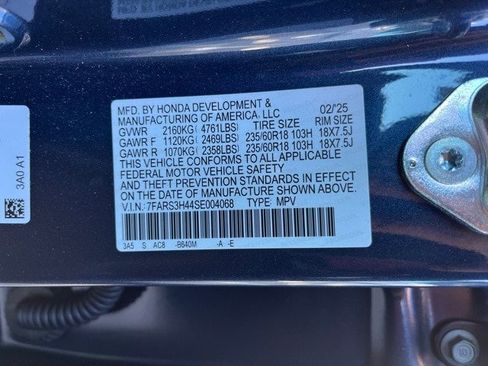 MFD. BY HONDA DEVELOPMENT &
MANUFACTURING OF AMERICA, LLC 02/'25
GVWR 2160KG(4761LBS) TIRE SIZE RIM SIZE
GAWR F 1120KG(2469LBS) 235/60R18 103H 18X7.5J
GAWR R 1070KG(2358LBS) 235/60R18 103H 18X7.5J
THIS VEHICLE CONFORMS TO ALL APPLICABLE
FEDERAL MOTOR VEHICLE SAFETY
STANDARDS IN EFFECT
ON THE DATE OF MANUFACTURE SHOWN ABOVE.
V.I.N.:7FARS3H44SE004068 TYPE: MPV
3A5 S AC8 -B640M -A -E
3A0 A1